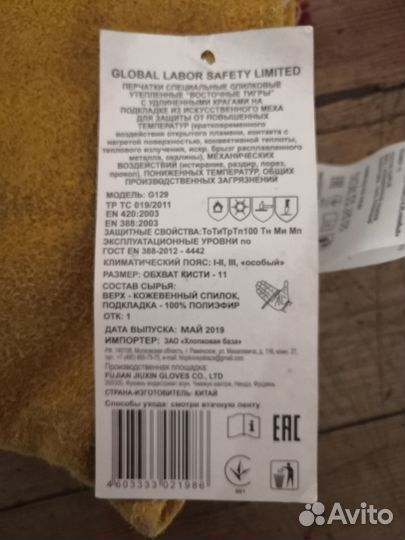 GLOBAL LABOR SAFETY LIMITED
ПЕРЧАТКИ СПЕЦИАЛЬНЫЕ СПИЛКОВЫЕ
УТЕПЛЕННЫЕ "ВОСТОЧНЫЕ ТИГРЫ"
С УДЛИНЕННЫМИ КРАГАМИ НА
ПОДКЛАДКЕ ИЗ ИСКУССТВЕННОГО МЕХА
ДЛЯ ЗАЩИТЫ ОТ ПОВЫШЕННЫХ
ТЕМПЕРАТУР (кратковременного
воздействия открытого пламени, контакта с
нагретой поверхностью, конвективной теплоты,
теплового излучения, искр, брызг расплавленного
металла, окалины), МЕХАНИЧЕСКИХ
ВОЗДЕЙСТВИЙ (истирание, раздир, порез,
прокол), ПОНИЖЕННЫХ ТЕМПЕРАТУР, ОБЩИХ
ПРОИЗВОДСТВЕННЫХ ЗАГРЯЗНЕНИЙ
МОДЕЛЬ: G129
ТР ТС 019/2011
EN 420:2003
EN 388:2003
ЗАЩИТНЫЕ СВОЙСТВА: ТоТиТрТп100 Тн Ми Мп
ЭКСПЛУАТАЦИОННЫЕ УРОВНИ по
ГОСТ EN 388-2012 - 4442
КЛИМАТИЧЕСКИЙ ПОЯС: I-II, III, «особый»
РАЗМЕР: ОБХВАТ КИСТИ - 11
СОСТАВ СЫРЬЯ:
ВЕРХ - КОЖЕВЕННЫЙ СПИЛОК,
ПОДКЛАДКА - 100% ПОЛИЭФИР
ОТК: 1
ДАТА ВЫПУСКА: МАЙ 2019
ИМПОРТЕР: ЗАО «Хлопковая база»
Производственная площадка:
FUJIAN JIUXIN GLOVES CO., LTD
СТРАНА-ИЗГОТОВИТЕЛЬ: КИТАЙ
Способы ухода: смотри втачную ленту
EAC
4603333021986
Avito